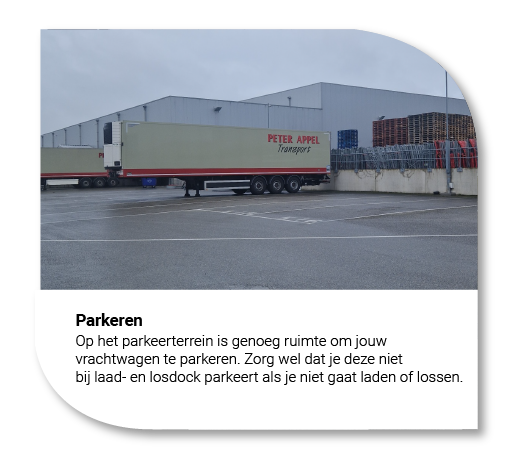 PETER APPEL
Transport
Parkeren
Op het parkeerterrein is genoeg ruimte om jouw
vrachtwagen te parkeren. Zorg wel dat je deze niet
bij laad- en losdock parkeert als je niet gaat laden of lossen.